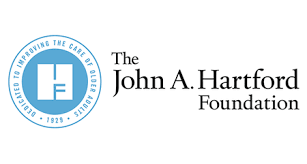 DEDICATED TO IMPROVING THE CARE OF OLDER ADULTS
HF
• 1929 •
The
John A. Hartford
Foundation